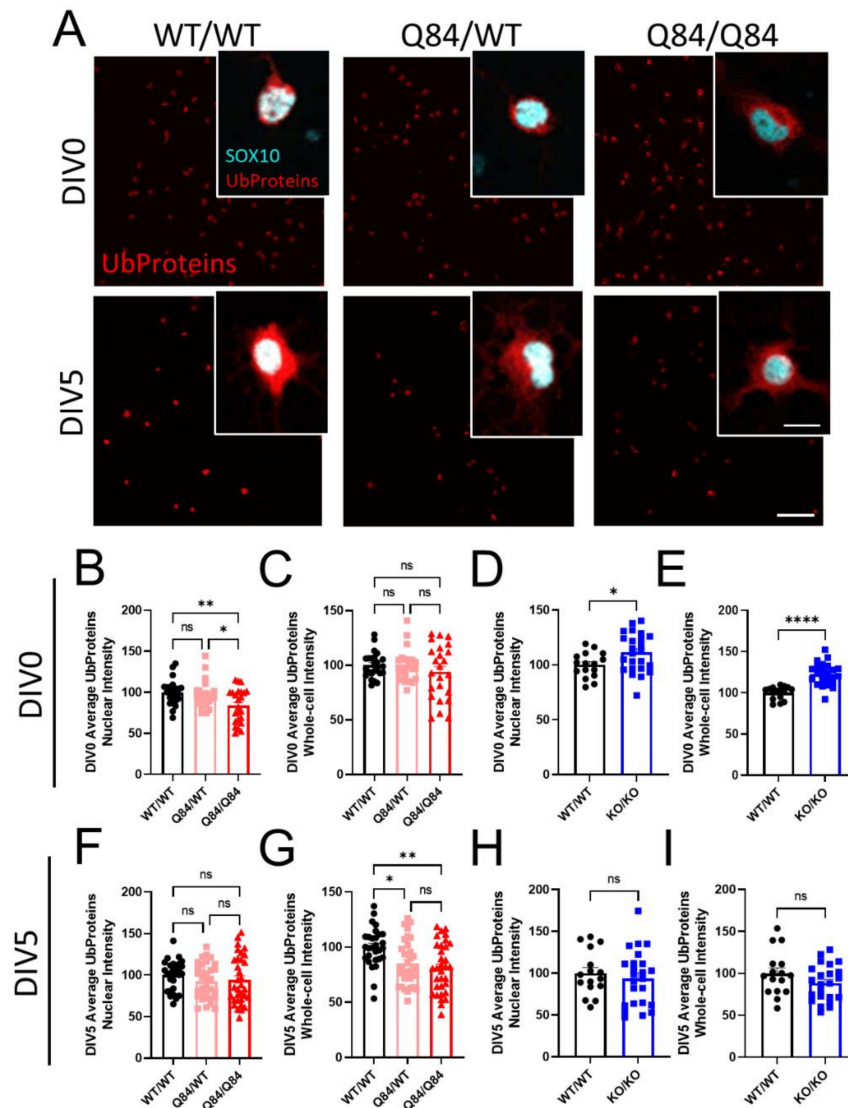 A
WT/WT Q84/WT Q84/Q84
DIV0
SOX10
UbProteins
UbProteins
DIV5
DIV0
B
DIV0 Average UbProteins
Nuclear Intensity
200
150
100
50
0
**
ns *
WT/WT Q84/WT Q84/Q84
C
DIV0 Average UbProteins
Whole-cell Intensity
150
100
50
0
ns
ns ns
WT/WT Q84/WT Q84/Q84
D
DIV0 Average UbProteins
Nuclear Intensity
150
100
50
0
*
WT/WT KO/KO
E
DIV0 Average UbProteins
Whole-cell Intensity
200
150
100
50
0
****
WT/WT KO/KO
DIV5
F
DIV5 Average UbProteins
Nuclear Intensity
200
150
100
50
0
ns
ns ns
WT/WT Q84/WT Q84/Q84
G
DIV5 Average UbProteins
Whole-cell Intensity
150
100
50
0
**
* ns
WT/WT Q84/WT Q84/Q84
H
DIV5 Average UbProteins
Nuclear Intensity
200
150
100
50
0
ns
WT/WT KO/KO
I
DIV5 Average UbProteins
Whole-cell Intensity
200
150
100
50
0
ns
WT/WT KO/KO